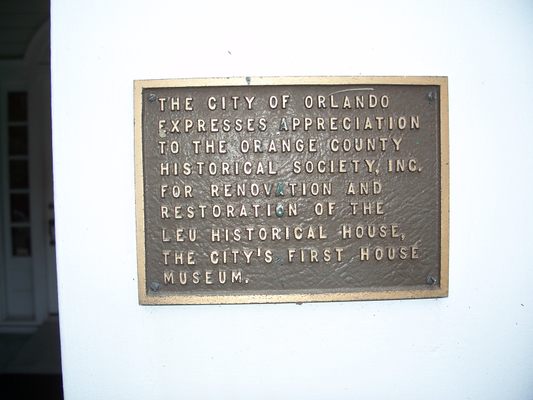 THE CITY OF ORLANDO
EXPRESSES APPRECIATION
TO THE ORANGE COUNTY
HISTORICAL SOCIETY, INC.
FOR RENOVATION AND
RESTORATION OF THE
LEU HISTORICAL HOUSE,
THE CITY'S FIRST HOUSE
MUSEUM.